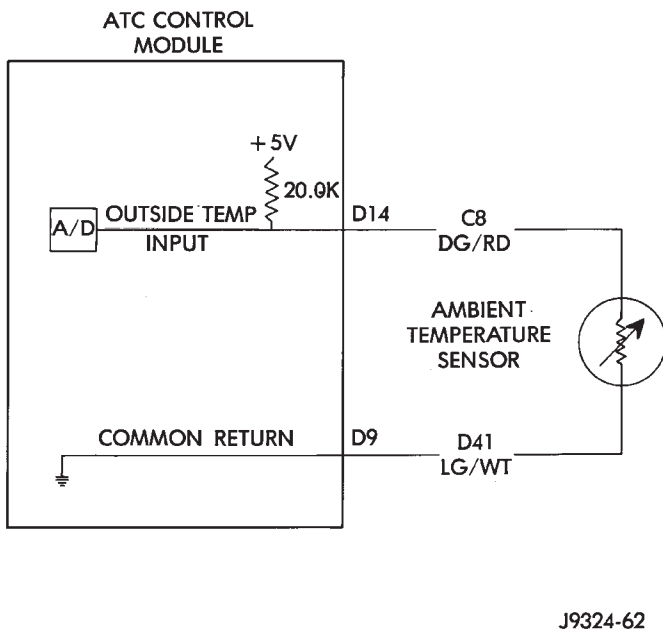 ATC CONTROL
MODULE
+5V
20.0K
A/D
OUTSIDE TEMP
INPUT
D14
C8
DG/RD
AMBIENT
TEMPERATURE
SENSOR
COMMON RETURN
D9
D41
LG/WT
J9324-62